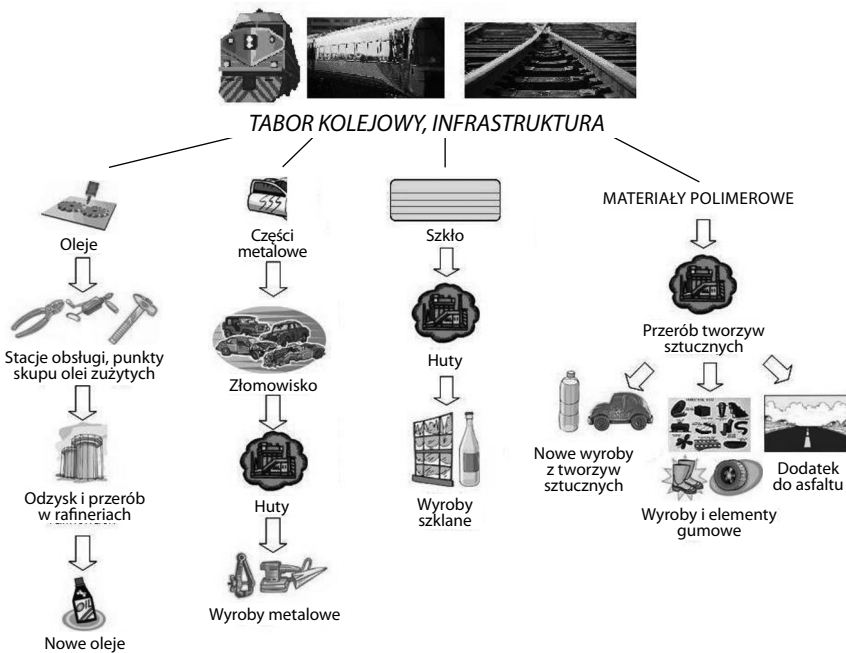 TABOR KOLEJOWY, INFRASTRUKTURA
Oleje
Stacje obsługi, punkty
skupu olei zużytych
Odzysk i przerób
w rafineriach
Nowe oleje
Części
metalowe
Złomowisko
Huty
Wyroby metalowe
Szkło
Huty
Wyroby
szklane
MATERIAŁY POLIMEROWE
Przerób tworzyw
sztucznych
Nowe wyroby
z tworzyw
sztucznych
Wyroby i elementy
gumowe
Dodatek
do asfaltu
OIL